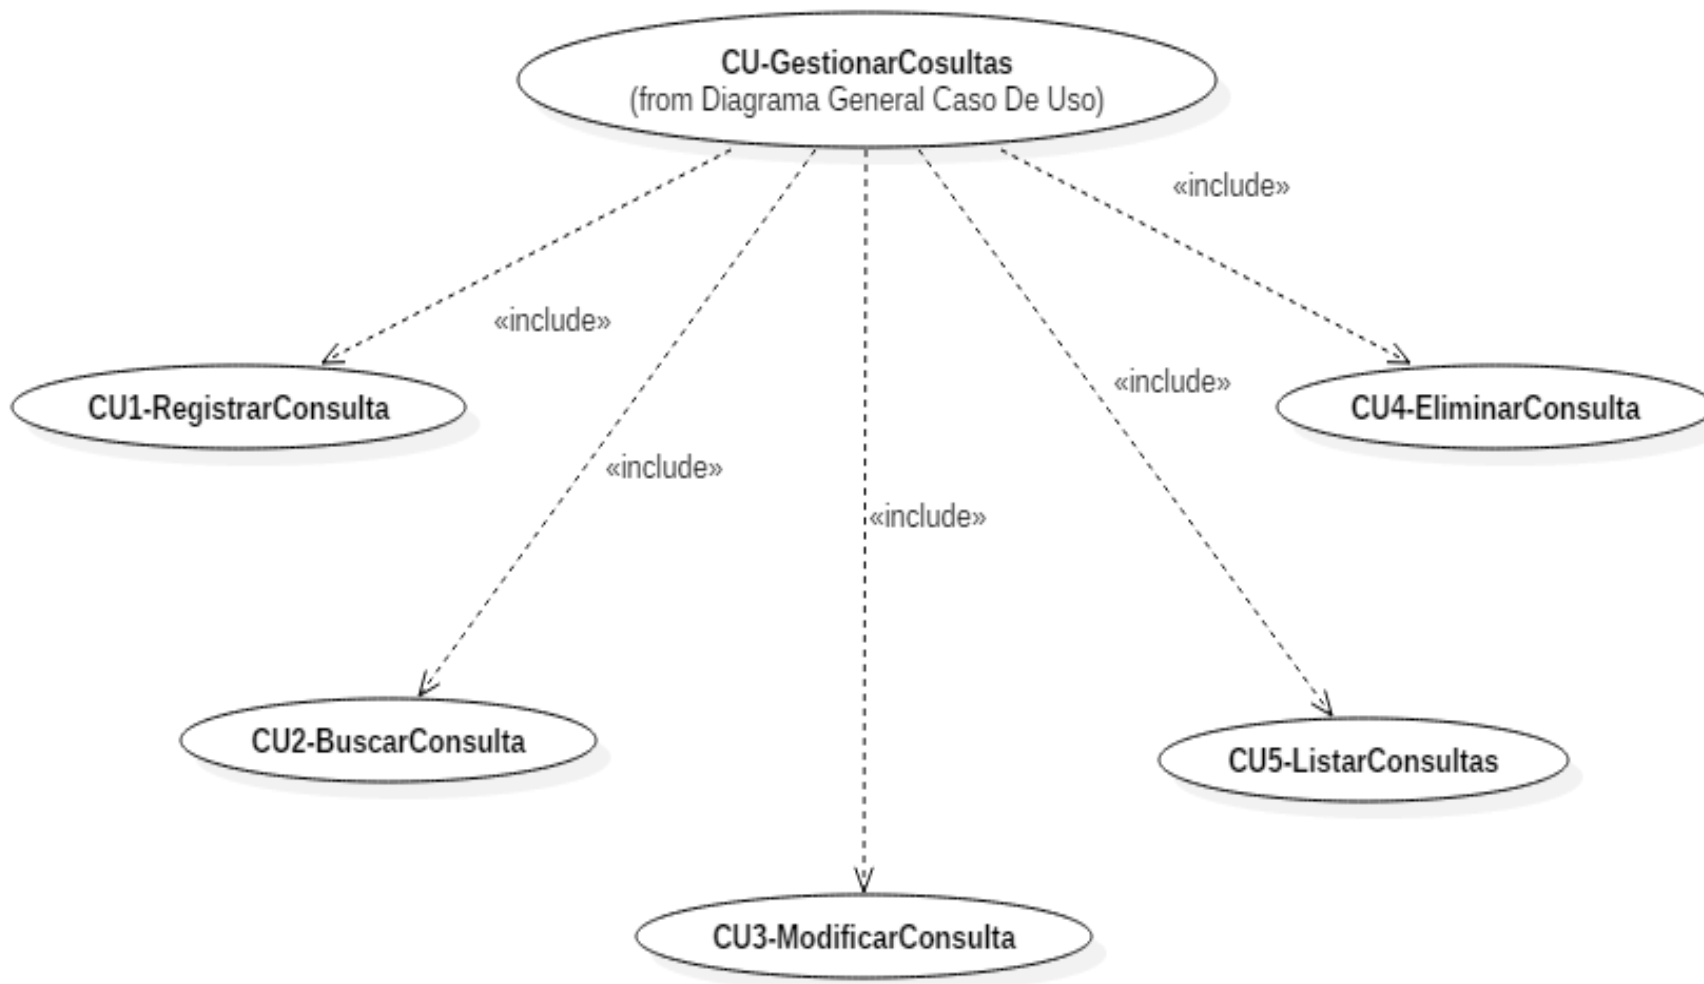 CU-GestionarCosultas
(from Diagrama General Caso De Uso)
«include»
«include»
«include»
CU1-RegistrarConsulta
CU4-EliminarConsulta
«include»
«include»
CU2-BuscarConsulta
CU5-ListarConsultas
CU3-ModificarConsulta